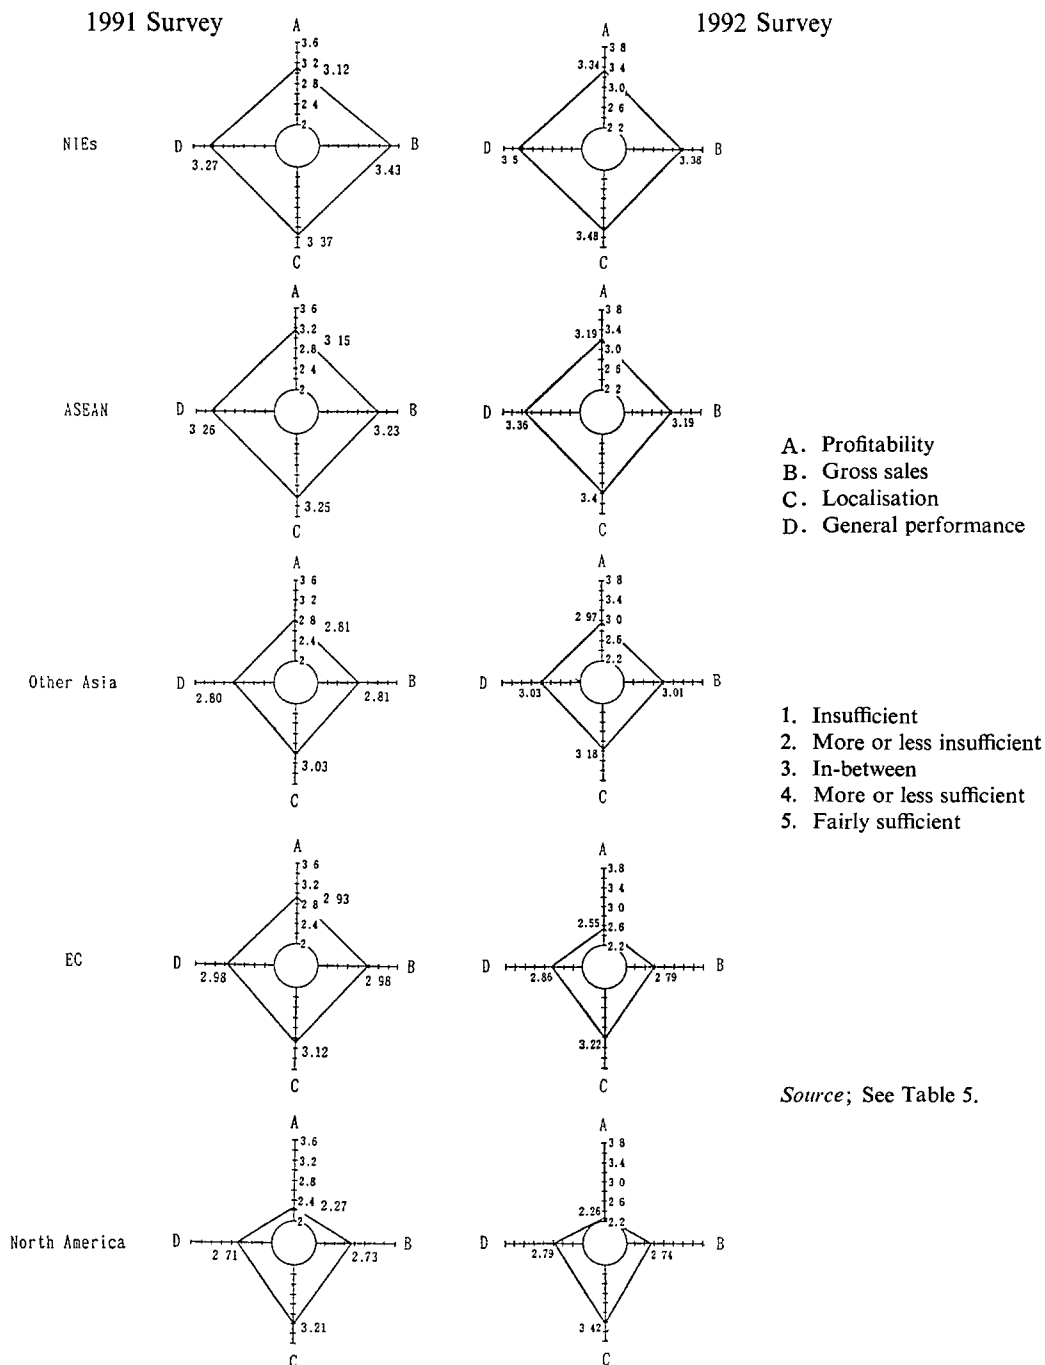 1991 Survey
1992 Survey
NIEs
A
3.6
3 2
3.12
2 8
2 4
2
D
B
3.27
3.43
3 37
C
A
3 8
3.34
3 4
3.0
2 6
2 2
D
B
3 5
3.38
3.48
C
ASEAN
A
3 6
3.2
3 15
2.8
2 4
2
D
B
3 26
3.23
3.25
C
A
3 8
3.19
3.4
3.0
2 6
2 2
D
B
3.36
3.19
3.4
C
A. Profitability
B. Gross sales
C. Localisation
D. General performance
Other Asia
A
3 6
3 2
2 8
2.81
2.4
2
D
B
2.80
2.81
3.03
C
A
3 8
3.4
2 97
3 0
2.6
2.2
D
B
3.03
3.01
3 18
C
1. Insufficient
2. More or less insufficient
3. In-between
4. More or less sufficient
5. Fairly sufficient
EC
A
3 6
3.2
2 93
2 8
2.4
2
D
B
2.98
2 98
3.12
C
A
3.8
3 4
3 0
2.55
2.6
2.2
D
B
2.86
2 79
3.22
C
Source; See Table 5.
North America
A
3.6
3.2
2.8
2.4
2.27
2
D
B
2 71
2.73
3.21
C
A
3 8
3.4
3 0
2 6
2.26
2.2
D
B
2.79
2 74
3 42
C